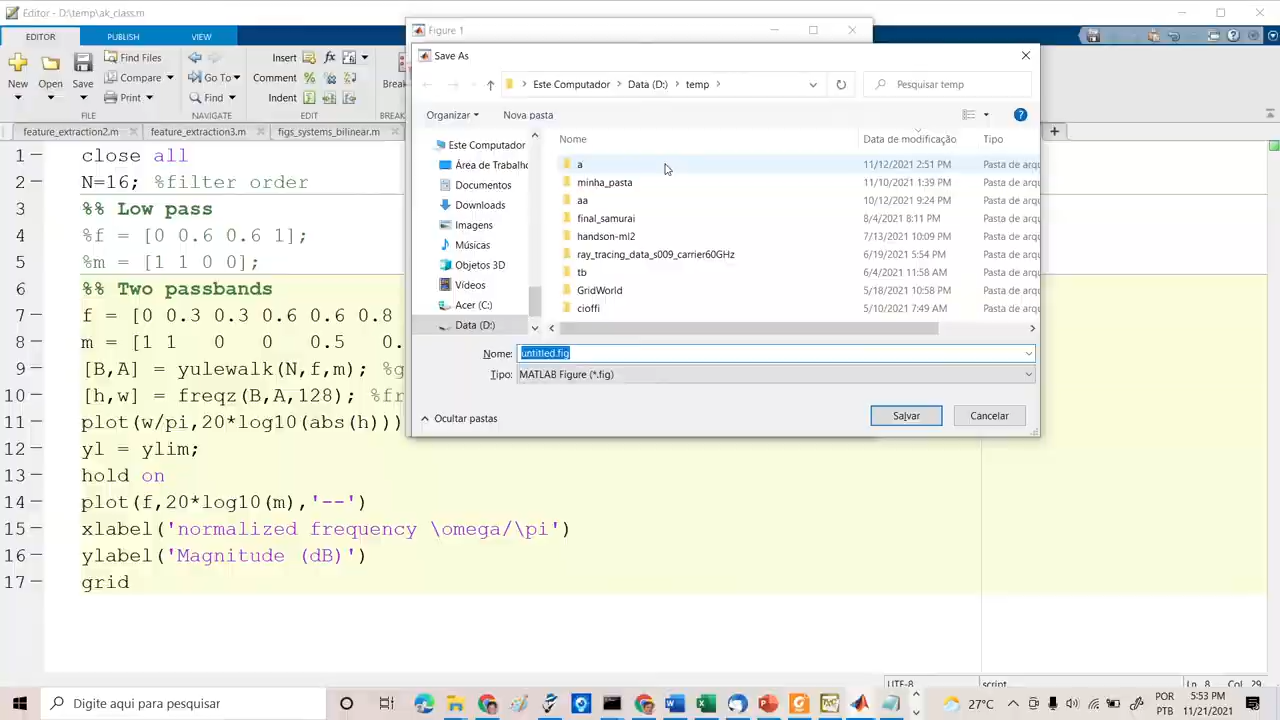 Editor - D:\temp\ak_class.m
EDITOR PUBLISH VIEW
New Open Save
Find Files
Compare
Print
Go To
Find
Insert
Comment
Indent
Break
FILE NAVIGATE EDIT BREAK
feature_extraction2.m feature_extraction3.m figs_systems_bilinear.m
1 close all
2 N=16; %filter order
3 %% Low pass
4 %f = [0 0.6 0.6 1];
5 %m = [1 1 0 0];
6 %% Two passbands
7 f = [0 0.3 0.3 0.6 0.6 0.8
8 m = [1 1 0 0 0.5 0.
9 [B,A] = yulewalk(N,f,m); %g
10 [h,w] = freqz(B,A,128); %fr
11 plot(w/pi,20*log10(abs(h)))
12 yl = ylim;
13 hold on
14 plot(f,20*log10(m),'--')
15 xlabel('normalized frequency \omega/\pi')
16 ylabel('Magnitude (dB)')
17 grid
Figure 1
Save As
Este Computador Data (D:) temp
Pesquisar temp
Organizar Nova pasta
Este Computador
Área de Trabalho
Documentos
Downloads
Imagens
Músicas
Objetos 3D
Vídeos
Acer (C:)
Data (D:)
Nome Data de modificação Tipo
a 11/12/2021 2:51 PM Pasta de arqu
minha_pasta 11/10/2021 1:39 PM Pasta de arqu
aa 10/12/2021 9:24 PM Pasta de arqu
final_samurai 8/4/2021 8:11 PM Pasta de arqu
handson-ml2 7/13/2021 10:09 PM Pasta de arqu
ray_tracing_data_s009_carrier60GHz 6/19/2021 5:54 PM Pasta de arqu
tb 6/4/2021 11:58 AM Pasta de arqu
GridWorld 5/18/2021 10:58 PM Pasta de arqu
cioffi 5/10/2021 7:49 AM Pasta de arqu
Nome: untitled.fig
Tipo: MATLAB Figure (*.fig)
Ocultar pastas
Salvar Cancelar
UTF-8 script Ln 8 Col 29
Digite aqui para pesquisar
27°C
POR
PTB
5:53 PM
11/21/2021